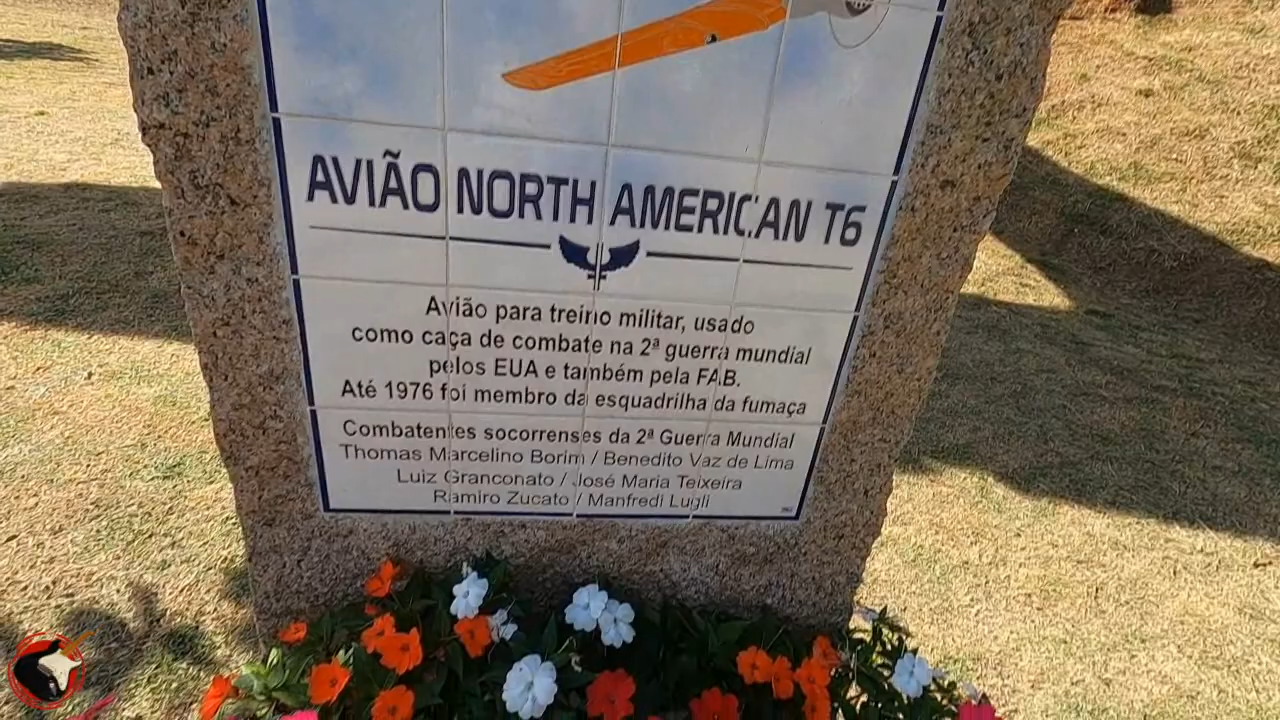 AVIÃO NORTH AMERICAN T6
Avião para treino militar, usado
como caça de combate na 2ª guerra mundial
pelos EUA e também pela FAB.
Até 1976 foi membro da esquadrilha da fumaça
Combatentes socorrenses da 2ª Guerra Mundial
Thomas Marcelino Borim / Benedito Vaz de Lima
Luiz Granconato / José Maria Teixeira
Ramiro Zucato / Manfredi Lugli